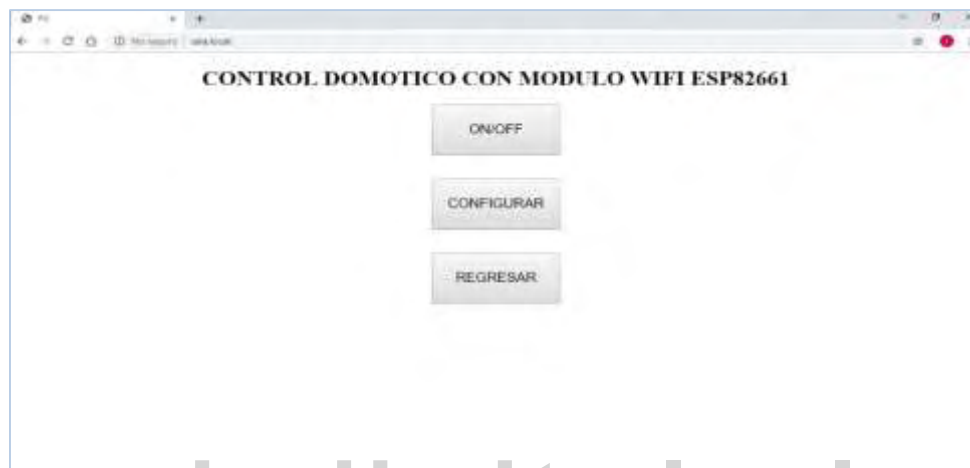 CONTROL DOMOTICO CON MODULO WIFI ESP82661
ON/OFF
CONFIGURAR
REGRESAR